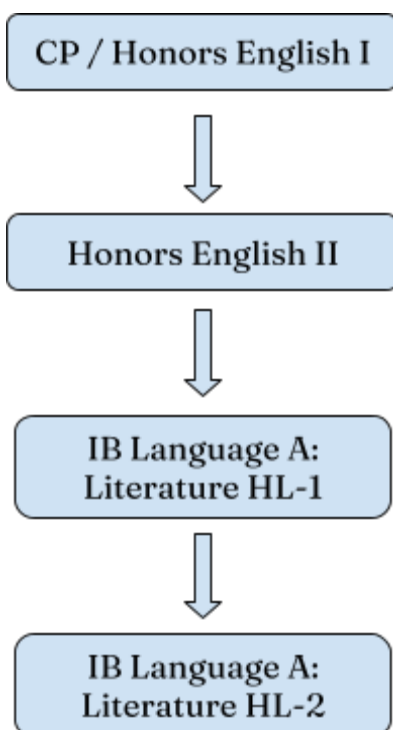 CP / Honors English I
Honors English II
IB Language A:
Literature HL-1
IB Language A:
Literature HL-2